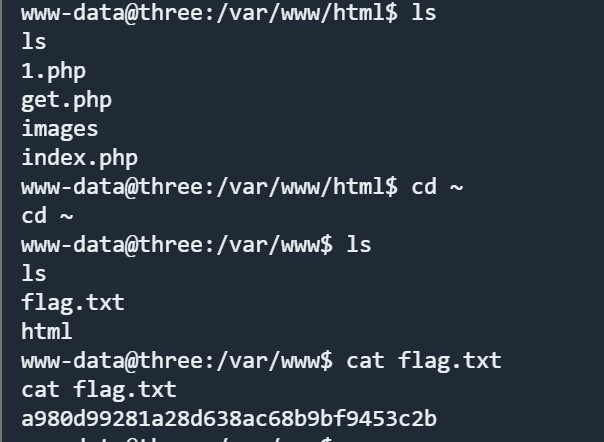 www-data@three:/var/www/html$ ls
ls
1.php
get.php
images
index.php
www-data@three:/var/www/html$ cd ~
cd ~
www-data@three:/var/www$ ls
ls
flag.txt
html
www-data@three:/var/www$ cat flag.txt
cat flag.txt
a980d99281a28d638ac68b9bf9453c2b